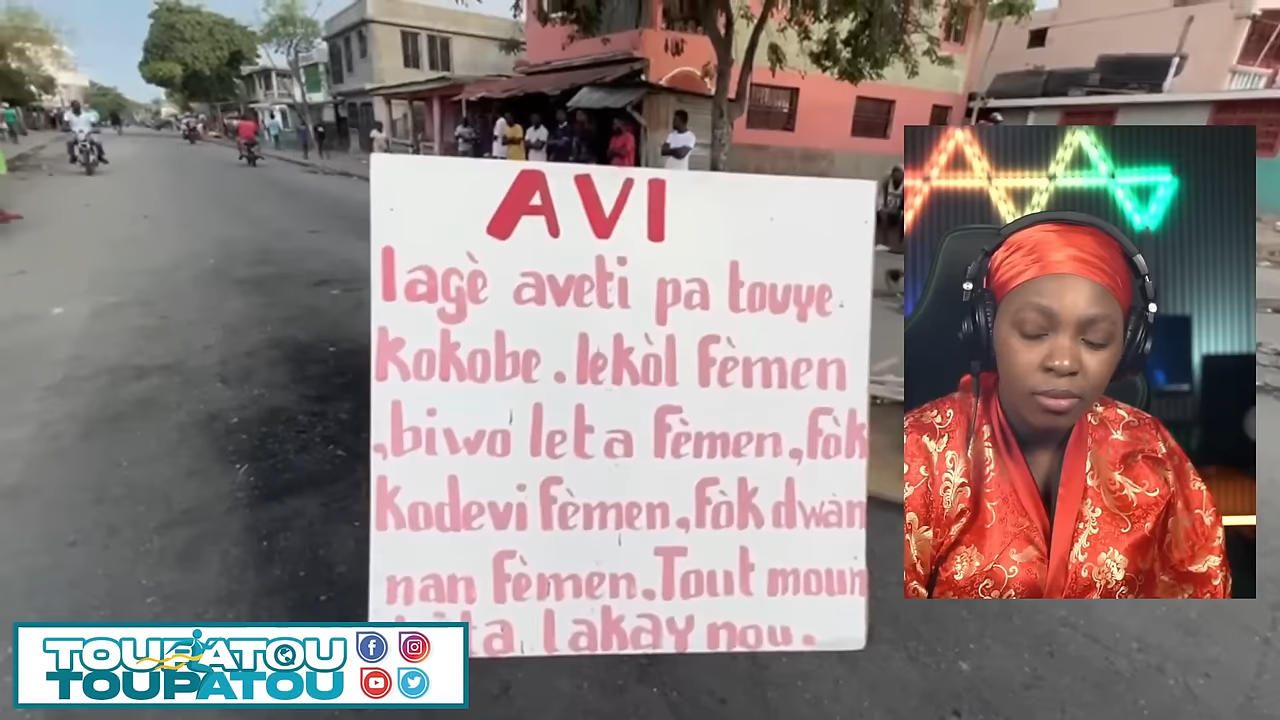 AVI
lagè aveti pa touye.
Kokobe. lekòl Fèmen
,biwo leta Fèmen, Fòk
Kodevi Fèmen, Fòk dwàn
nan Fèmen. Tout moun
lakay nou.
TOUPATOU
TOUPATOU